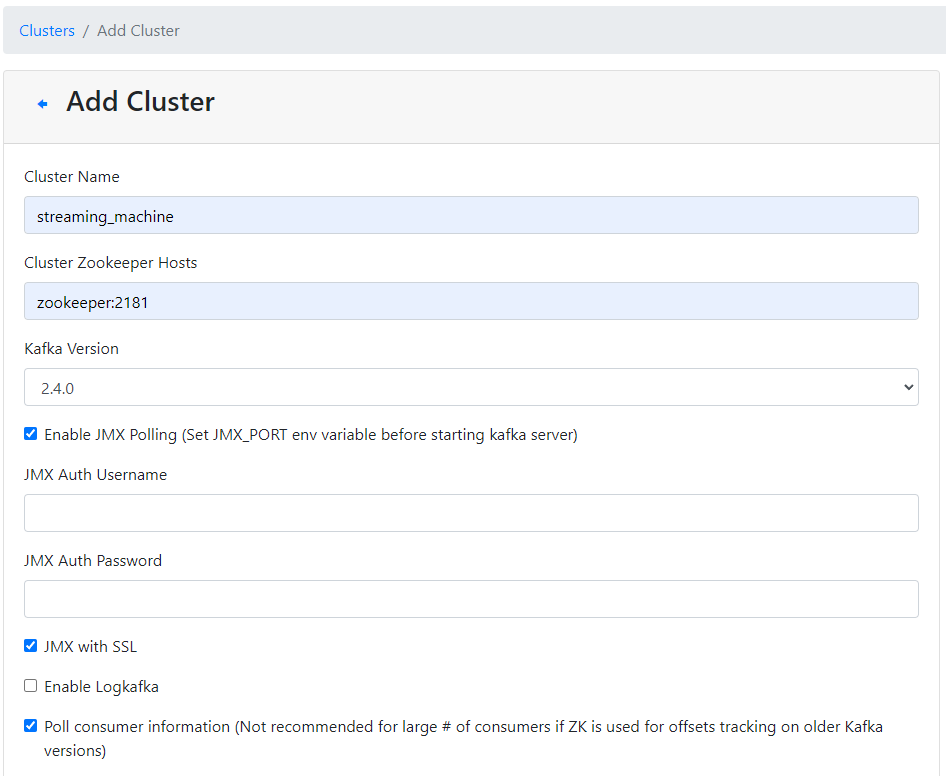 Clusters / Add Cluster
Add Cluster
Cluster Name
streaming_machine
Cluster Zookeeper Hosts
zookeeper:2181
Kafka Version
2.4.0
Enable JMX Polling (Set JMX_PORT env variable before starting kafka server)
JMX Auth Username
JMX Auth Password
JMX with SSL
Enable Logkafka
Poll consumer information (Not recommended for large # of consumers if ZK is used for offsets tracking on older Kafka
versions)